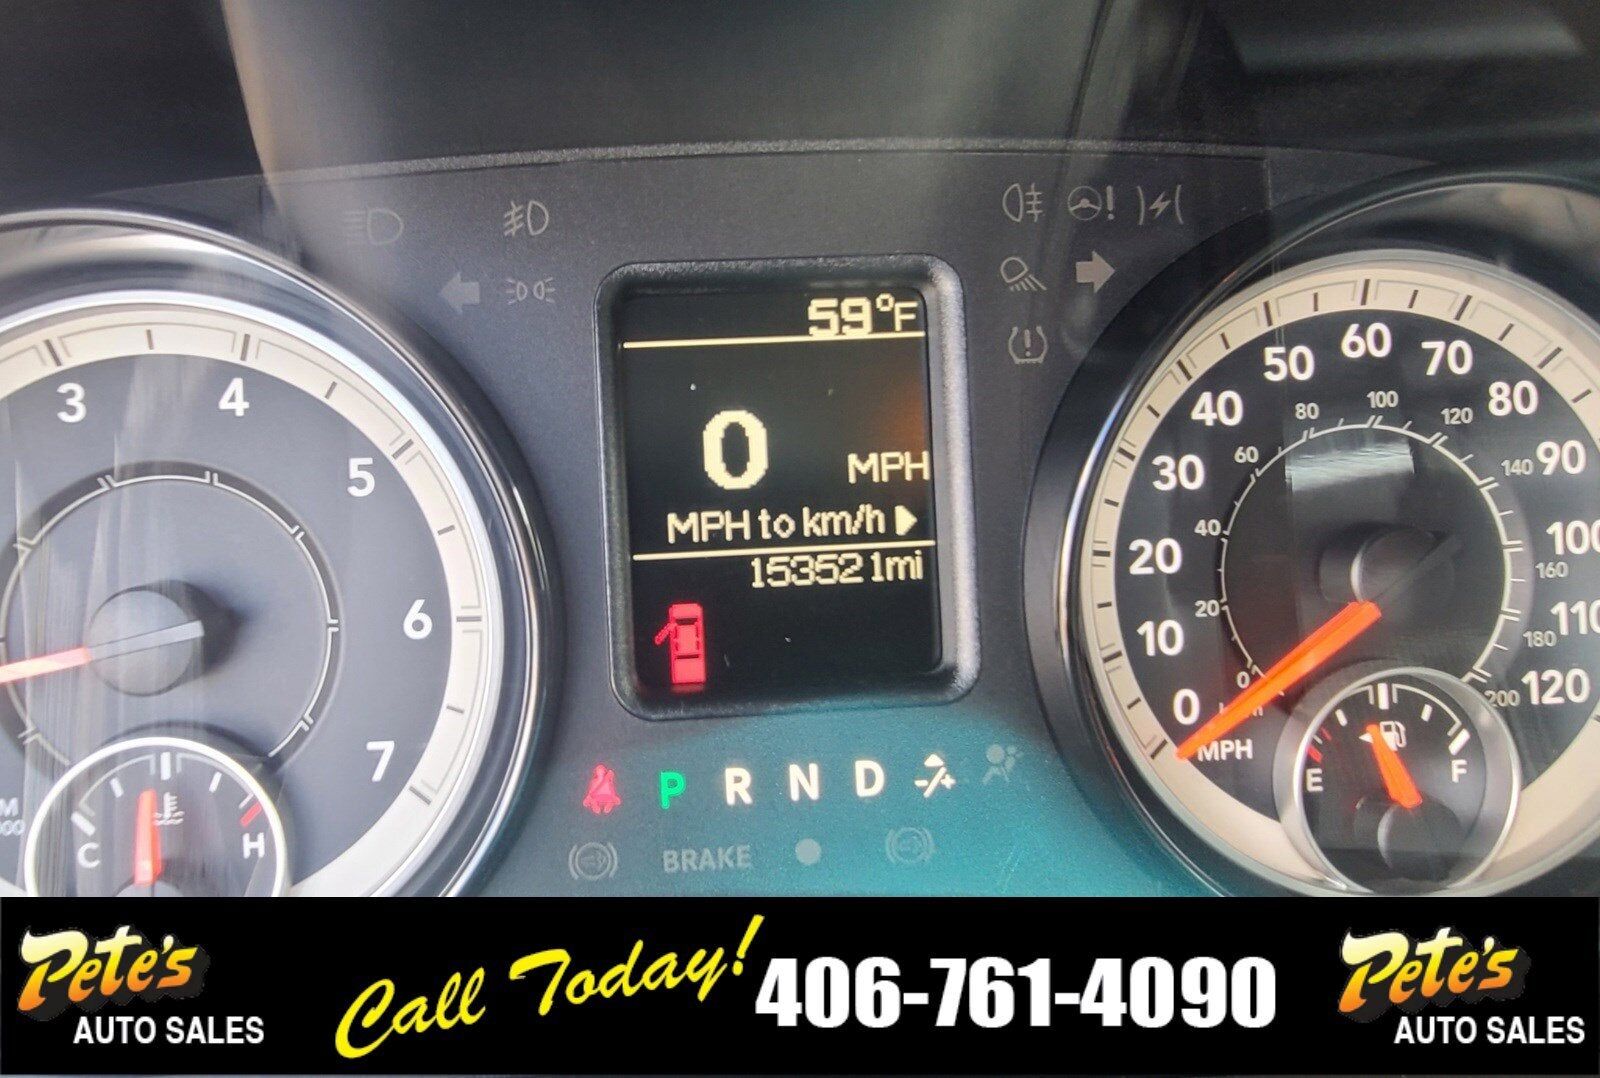 59°F
0 MPH
MPH to km/h
153521mi
3
4
5
6
7
C
H
P R N D
BRAKE
0
10
20
30
40
50
60
70
80
90
100
110
120
MPH
0
20
40
60
80
100
120
140
160
180
200
E
F
Pete's
AUTO SALES
Call Today!
406-761-4090
Pete's
AUTO SALES